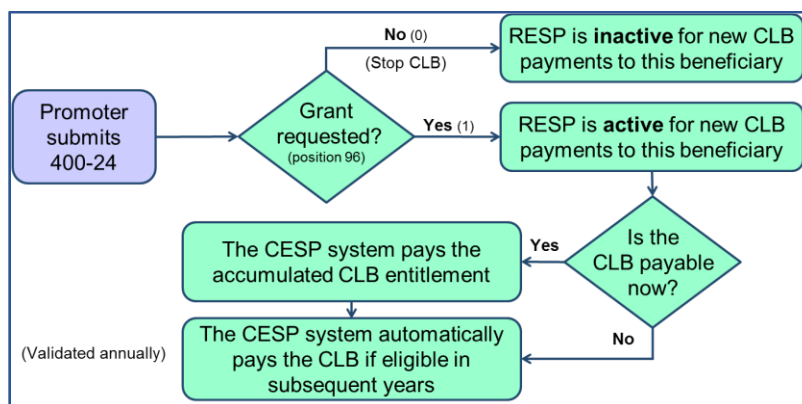 No (0)
(Stop CLB)
RESP is inactive for new CLB
payments to this beneficiary
Promoter
submits
400-24
Grant
requested?
(position 96)
Yes (1)
RESP is active for new CLB
payments to this beneficiary
Is the
CLB payable
now?
Yes
The CESP system pays the
accumulated CLB entitlement
No
(Validated annually)
The CESP system automatically
pays the CLB if eligible in
subsequent years